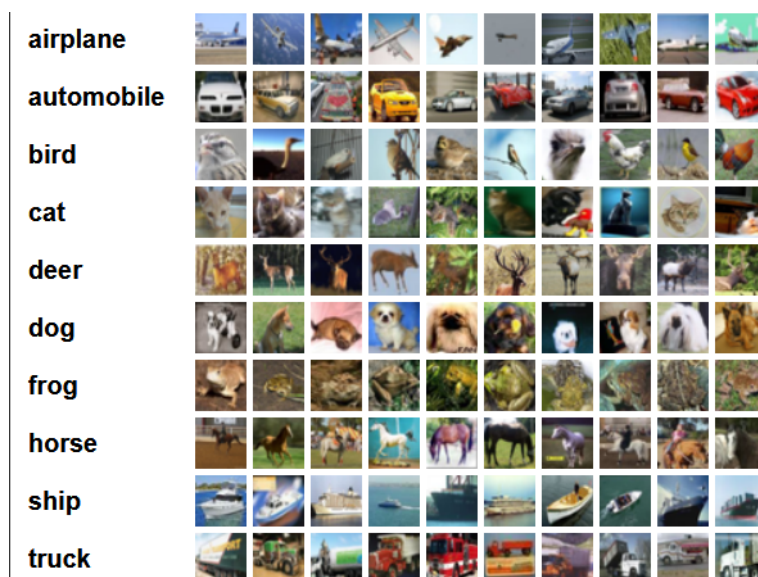 airplane
automobile
bird
cat
deer
dog
frog
horse
ship
truck